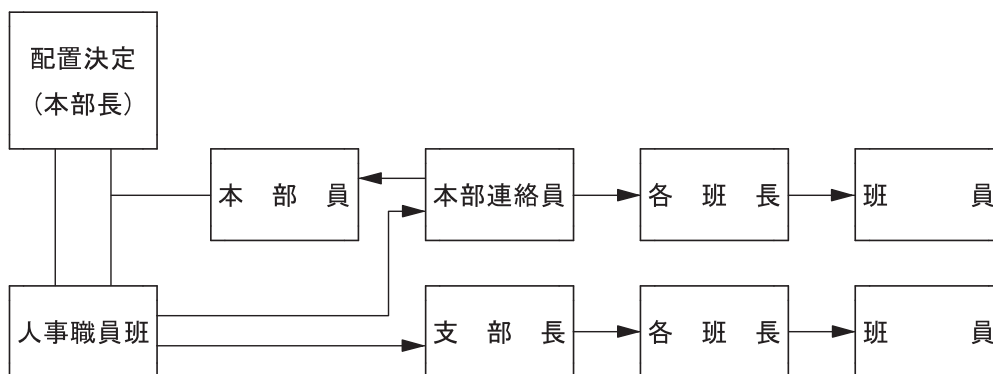 配置決定
（本部長）
本部員
本部連絡員
各班長
班員
人事職員班
支部長
各班長
班員